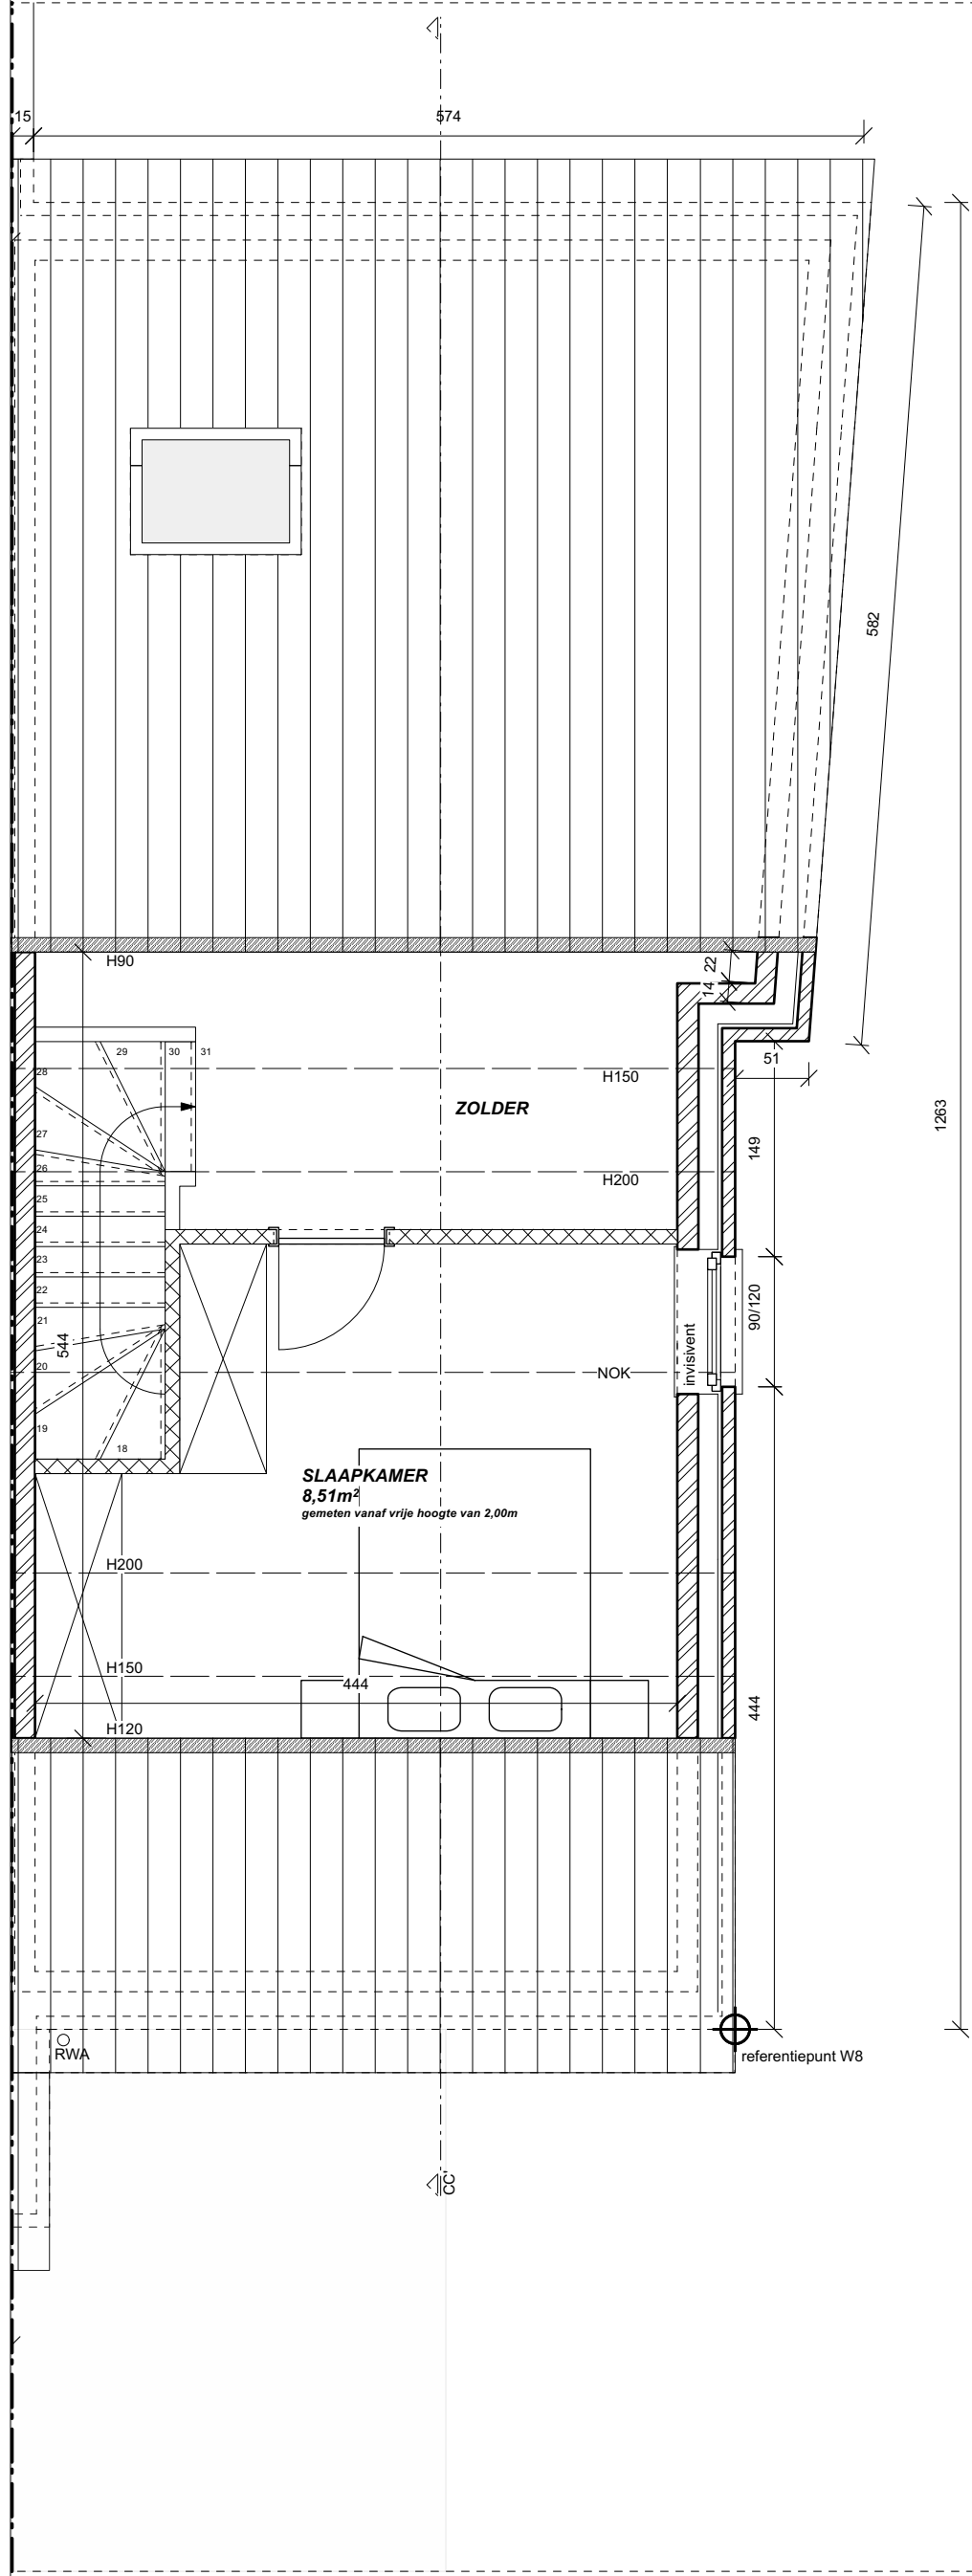 15
574
582
1263
H90
22
14
29
30
31
28
51
H150
ZOLDER
27
149
26
H200
25
24
23
22
90/120
21
544
invisivent
20
NOK
19
18
SLAAPKAMER
8,51m²
gemeten vanaf vrije hoogte van 2,00m
H200
H150
444
444
H120
RWA
referentiepunt W8
CC'